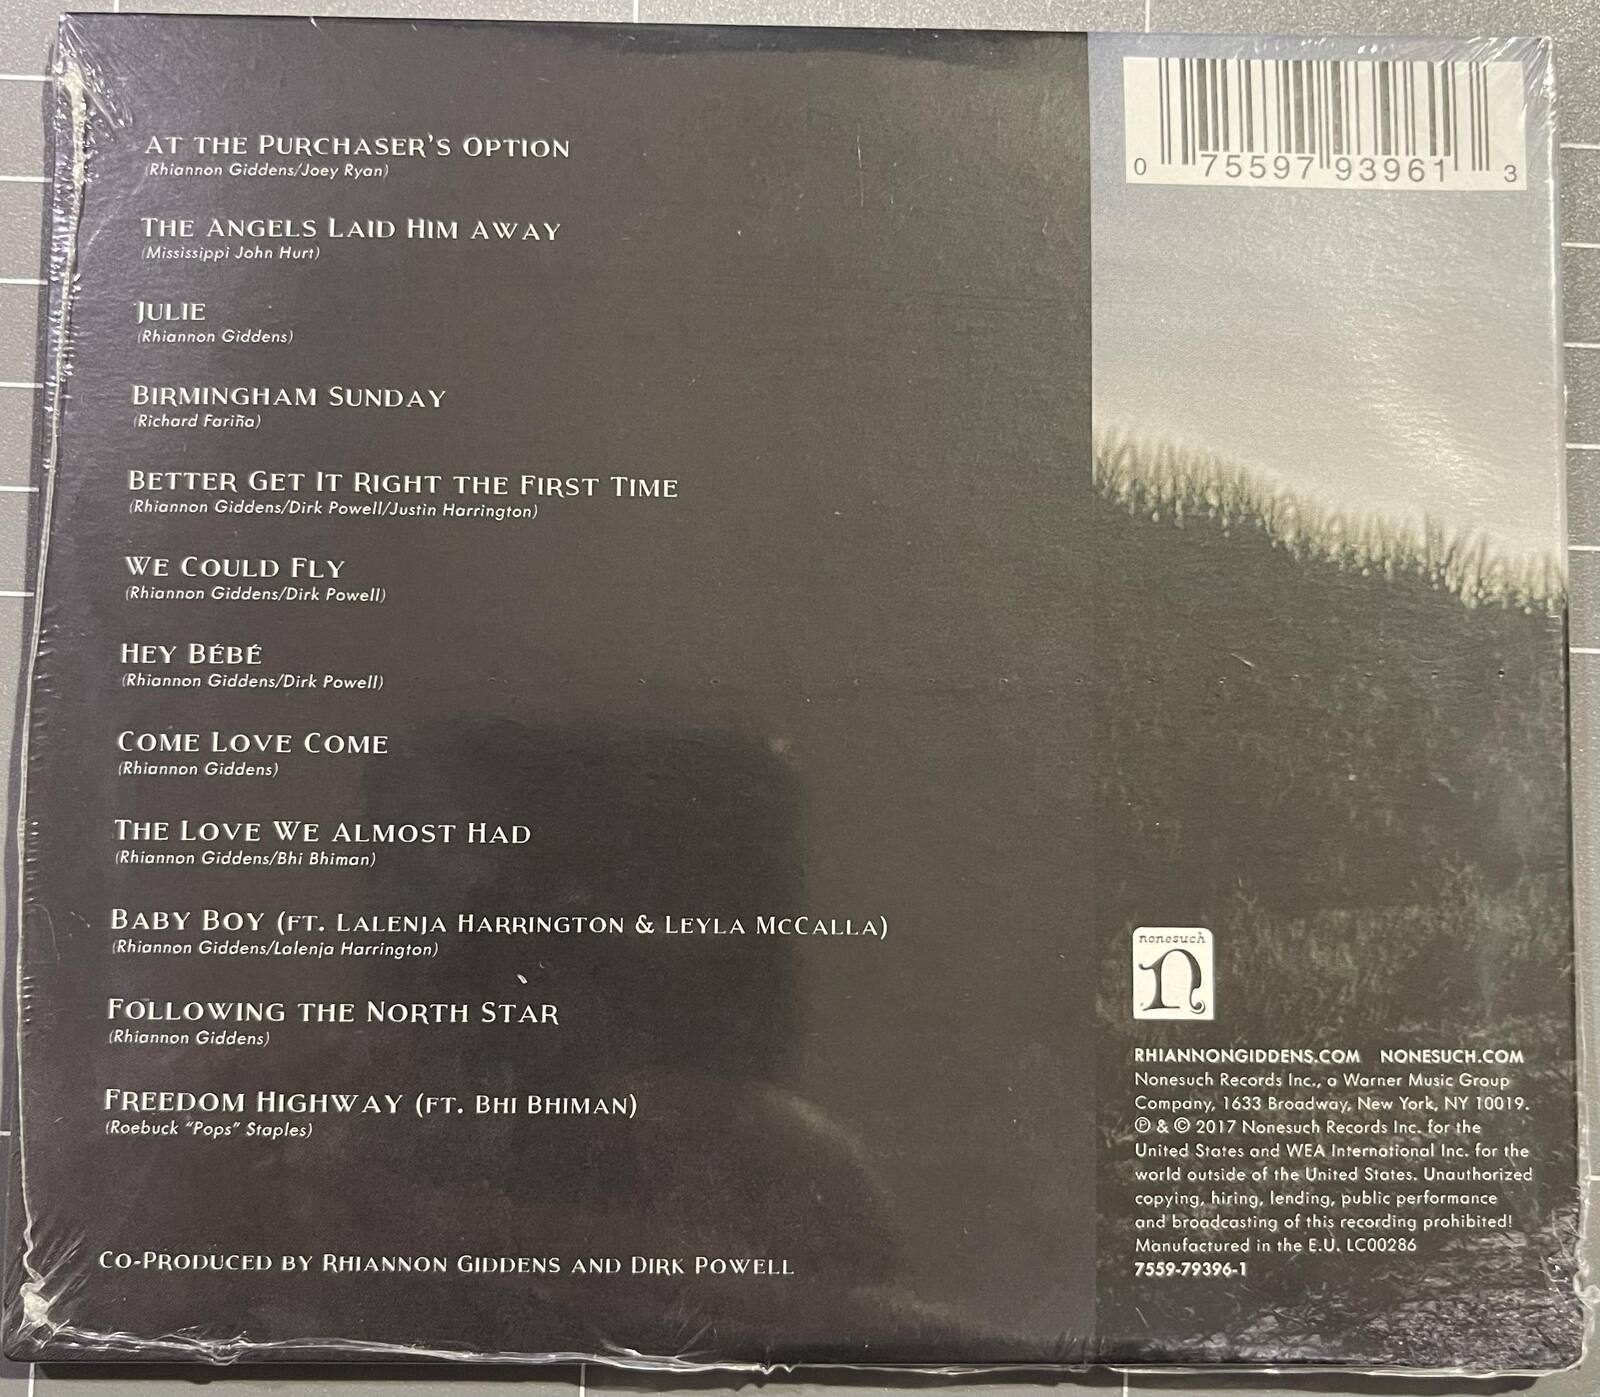 AT THE PURCHASER'S OPTION
(Rhiannon Giddens/Joey Ryan)
THE ANGELS LAID HIM AWAY
(Mississippi John Hurt)
JULIE
(Rhiannon Giddens)
BIRMINGHAM SUNDAY
(Richard Fariña)
BETTER GET IT RIGHT THE FIRST TIME
(Rhiannon Giddens/Dirk Powell/Justin Harrington)
WE COULD FLY
(Rhiannon Giddens/Dirk Powell)
HEY BÉBÉ
(Rhiannon Giddens/Dirk Powell)
COME LOVE COME
(Rhiannon Giddens)
THE LOVE WE ALMOST HAD
(Rhiannon Giddens/Bhi Bhiman)
BABY BOY (FT. LALENJA HARRINGTON & LEYLA MCCALLA)
(Rhiannon Giddens/Lalenja Harrington)
FOLLOWING THE NORTH STAR
(Rhiannon Giddens)
FREEDOM HIGHWAY (FT. BHI BHIMAN)
(Roebuck "Pops" Staples)
CO-PRODUCED BY RHIANNON GIDDENS AND DIRK POWELL
0 75597 93961 3
nonesuch
n
RHIANNONGIDDENS.COM NONESUCH.COM
Nonesuch Records Inc., a Warner Music Group
Company, 1633 Broadway, New York, NY 10019.
℗ & © 2017 Nonesuch Records Inc. for the
United States and WEA International Inc. for the
world outside of the United States. Unauthorized
copying, hiring, lending, public performance
and broadcasting of this recording prohibited!
Manufactured in the E.U. LC00286
7559-79396-1